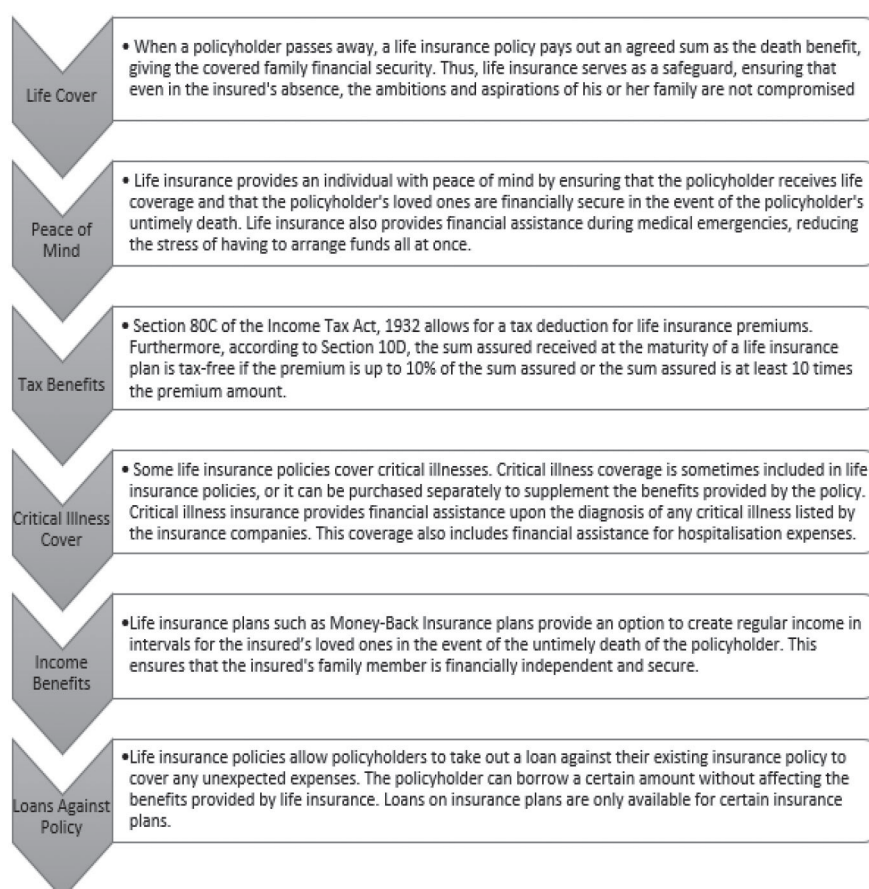 Life Cover
• When a policyholder passes away, a life insurance policy pays out an agreed sum as the death benefit,
giving the covered family financial security. Thus, life insurance serves as a safeguard, ensuring that
even in the insured's absence, the ambitions and aspirations of his or her family are not compromised
Peace of
Mind
• Life insurance provides an individual with peace of mind by ensuring that the policyholder receives life
coverage and that the policyholder's loved ones are financially secure in the event of the policyholder's
untimely death. Life insurance also provides financial assistance during medical emergencies, reducing
the stress of having to arrange funds all at once.
Tax Benefits
• Section 80C of the Income Tax Act, 1932 allows for a tax deduction for life insurance premiums.
Furthermore, according to Section 10D, the sum assured received at the maturity of a life insurance
plan is tax-free if the premium is up to 10% of the sum assured or the sum assured is at least 10 times
the premium amount.
Critical Illness
Cover
• Some life insurance policies cover critical illnesses. Critical illness coverage is sometimes included in life
insurance policies, or it can be purchased separately to supplement the benefits provided by the policy.
Critical illness insurance provides financial assistance upon the diagnosis of any critical illness listed by
the insurance companies. This coverage also includes financial assistance for hospitalisation expenses.
Income
Benefits
•Life insurance plans such as Money-Back Insurance plans provide an option to create regular income in
intervals for the insured's loved ones in the event of the untimely death of the policyholder. This
ensures that the insured's family member is financially independent and secure.
Loans Against
Policy
•Life insurance policies allow policyholders to take out a loan against their existing insurance policy to
cover any unexpected expenses. The policyholder can borrow a certain amount without affecting the
benefits provided by life insurance. Loans on insurance plans are only available for certain insurance
plans.